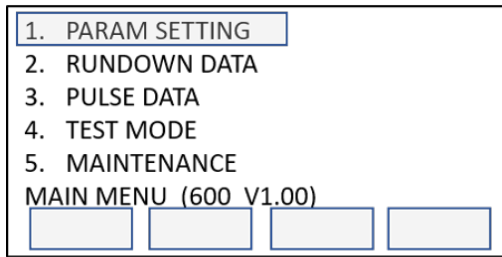 1. PARAM SETTING
2. RUNDOWN DATA
3. PULSE DATA
4. TEST MODE
5. MAINTENANCE
MAIN MENU (600 V1.00)